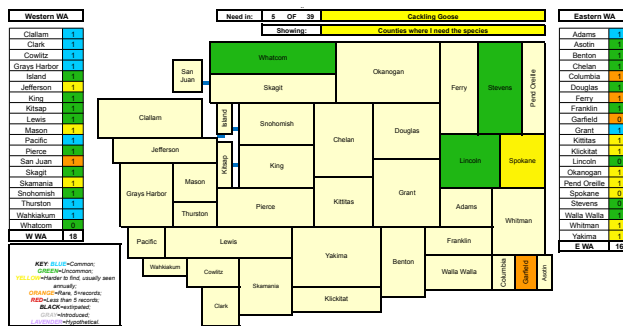 Western WA
Clallam 1
Clark 1
Cowlitz 1
Grays Harbor 1
Island 1
Jefferson 1
King 1
Kitsap 1
Lewis 1
Mason 1
Pacific 1
Pierce 1
San Juan 1
Skagit 1
Skamania 1
Snohomish 1
Thurston 1
Wahkiakum 1
Whatcom 0
W WA 18
KEY: BLUE=Common;
GREEN=Uncommon;
YELLOW=Harder to find, usually seen
annually;
ORANGE=Rare, 5+records;
RED=Less than 5 records;
BLACK=extirpated;
GRAY=Introduced;
LAVENDER=Hypothetical.
Need in: 5 OF 39 Cackling Goose
Showing: Counties where I need the species
Whatcom
San
Juan
Skagit
Okanogan
Ferry
Stevens
Pend Oreille
Clallam
Island
Snohomish
Chelan
Douglas
Jefferson
Kitsap
King
Lincoln
Spokane
Grays Harbor
Mason
Thurston
Pierce
Kittitas
Grant
Adams
Whitman
Pacific
Lewis
Yakima
Franklin
Benton
Wahkiakum
Cowlitz
Skamania
Walla Walla
Columbia
Garfield
Asotin
Clark
Klickitat
Eastern WA
Adams 1
Asotin 1
Benton 1
Chelan 1
Columbia 1
Douglas 1
Ferry 1
Franklin 1
Garfield 0
Grant 1
Kittitas 1
Klickitat 1
Lincoln 0
Okanogan 1
Pend Oreille 1
Spokane 0
Stevens 0
Walla Walla 1
Whitman 1
Yakima 1
E WA 16